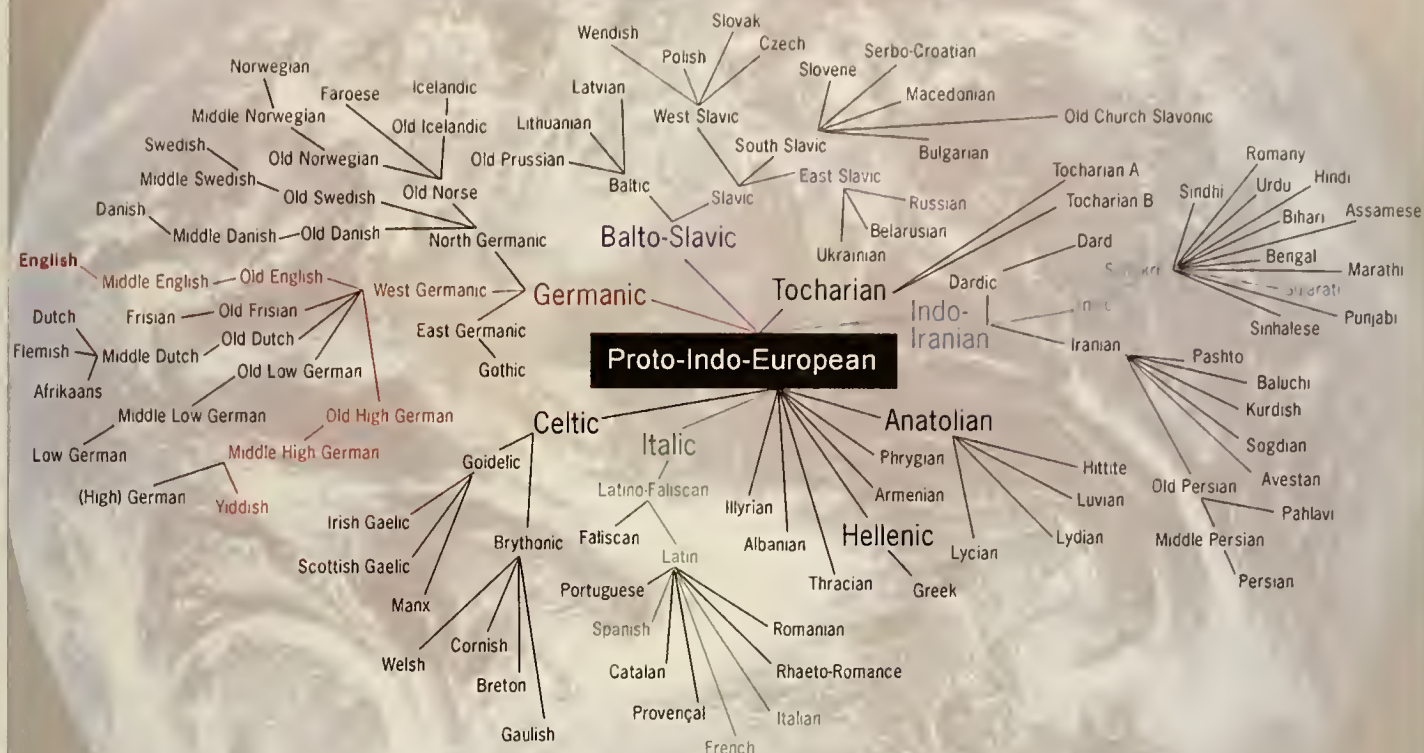 Slovak
Wendish
Czech
Polish
Serbo-Croatian
Norwegian
Slovene
Icelandic
Latvian
Faroese
Macedonian
Middle Norwegian
Lithuanian
West Slavic
Old Church Slavonic
Old Icelandic
Swedish
South Slavic
Bulgarian
Romany
Old Norwegian
Old Prussian
Tocharian A
Urdu
Hindi
Middle Swedish
East Slavic
Sindhi
Old Swedish
Old Norse
Baltic
Slavic
Russian
Tocharian B
Danish
Bihari
Assamese
Middle Danish
Old Danish
North Germanic
Balto-Slavic
Belarusian
Dard
Ukrainian
Bengal
English
Middle English
Old English
Marathi
West Germanic
Germanic
Tocharian
Dardic
Dutch
Frisian
Old Frisian
Indo-
Iranian
Punjabi
East Germanic
Sinhalese
Flemish
Middle Dutch
Old Dutch
Iranian
Gothic
Proto-Indo-European
Pashto
Afrikaans
Old Low German
Baluchi
Middle Low German
Old High German
Celtic
Anatolian
Kurdish
Italic
Low German
Middle High German
Goidelic
Phrygian
Sogdian
Hittite
(High) German
Latino-Faliscan
Armenian
Old Persian
Avestan
Yiddish
Illyrian
Luvian
Irish Gaelic
Pahlavi
Faliscan
Albanian
Hellenic
Lydian
Brythonic
Lycian
Middle Persian
Scottish Gaelic
Latin
Thracian
Greek
Persian
Manx
Portuguese
Spanish
Romanian
Cornish
Welsh
Catalan
Rhaeto-Romance
Breton
Provençal
Italian
Gaulish
French